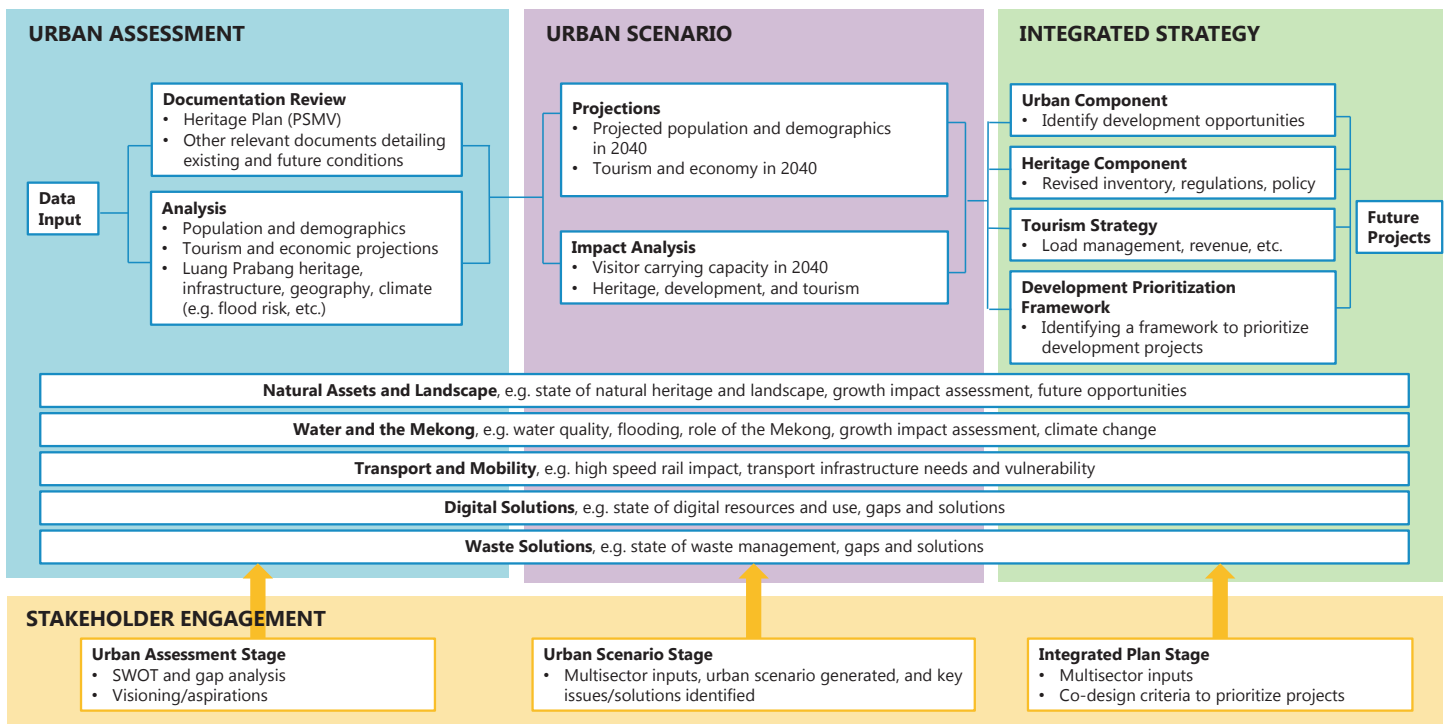 URBAN ASSESSMENT
Documentation Review
• Heritage Plan (PSMV)
• Other relevant documents detailing
existing and future conditions
Data
Input
Analysis
• Population and demographics
• Tourism and economic projections
• Luang Prabang heritage,
infrastructure, geography, climate
(e.g. flood risk, etc.)
URBAN SCENARIO
Projections
• Projected population and demographics
in 2040
• Tourism and economy in 2040
Impact Analysis
• Visitor carrying capacity in 2040
• Heritage, development, and tourism
INTEGRATED STRATEGY
Urban Component
• Identify development opportunities
Heritage Component
• Revised inventory, regulations, policy
Tourism Strategy
• Load management, revenue, etc.
Development Prioritization
Framework
• Identifying a framework to prioritize
development projects
Future
Projects
Natural Assets and Landscape, e.g. state of natural heritage and landscape, growth impact assessment, future opportunities
Water and the Mekong, e.g. water quality, flooding, role of the Mekong, growth impact assessment, climate change
Transport and Mobility, e.g. high speed rail impact, transport infrastructure needs and vulnerability
Digital Solutions, e.g. state of digital resources and use, gaps and solutions
Waste Solutions, e.g. state of waste management, gaps and solutions
STAKEHOLDER ENGAGEMENT
Urban Assessment Stage
• SWOT and gap analysis
• Visioning/aspirations
Urban Scenario Stage
• Multisector inputs, urban scenario generated, and key
issues/solutions identified
Integrated Plan Stage
• Multisector inputs
• Co-design criteria to prioritize projects